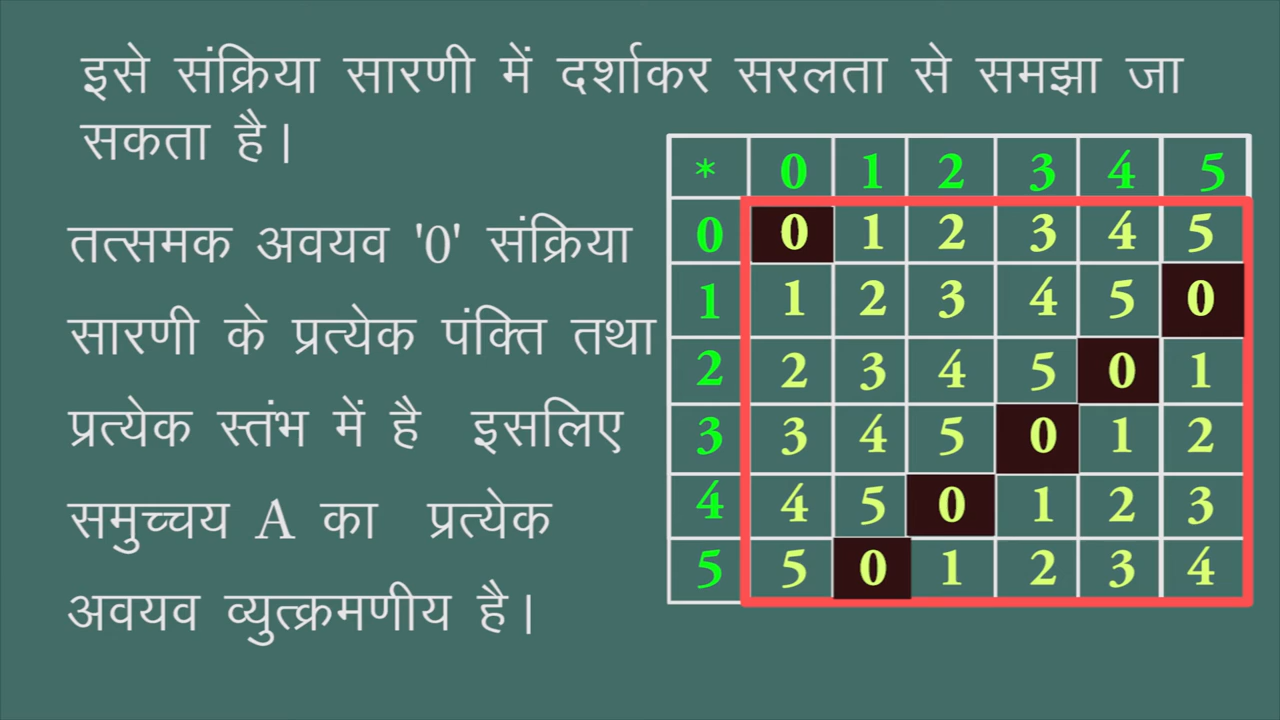 इसे संक्रिया सारणी में दर्शाकर सरलता से समझा जा
सकता है।
तत्समक अवयव '0' संक्रिया
सारणी के प्रत्येक पंक्ति तथा
प्रत्येक स्तंभ में है इसलिए
समुच्चय A का प्रत्येक
अवयव व्युत्क्रमणीय है।
* 0 1 2 3 4 5
0 0 1 2 3 4 5
1 1 2 3 4 5 0
2 2 3 4 5 0 1
3 3 4 5 0 1 2
4 4 5 0 1 2 3
5 5 0 1 2 3 4